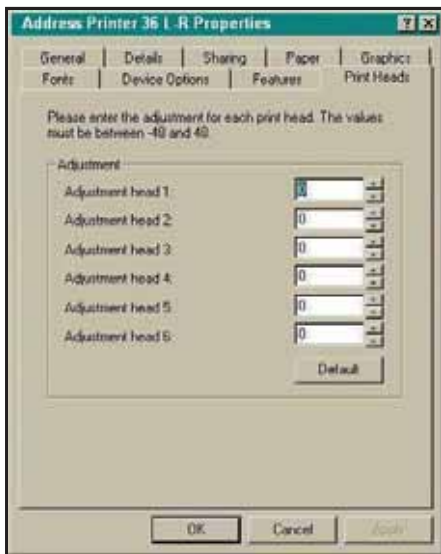 Address Printer 36 L-R Properties
General Details Sharing Paper Graphics
Fonts Device Options Features Print Heads
Please enter the adjustment for each print head. The values
must be between -48 and 48.
Adjustment
Adjustment head 1: 0
Adjustment head 2: 0
Adjustment head 3: 0
Adjustment head 4: 0
Adjustment head 5: 0
Adjustment head 6: 0
Default
OK Cancel Apply